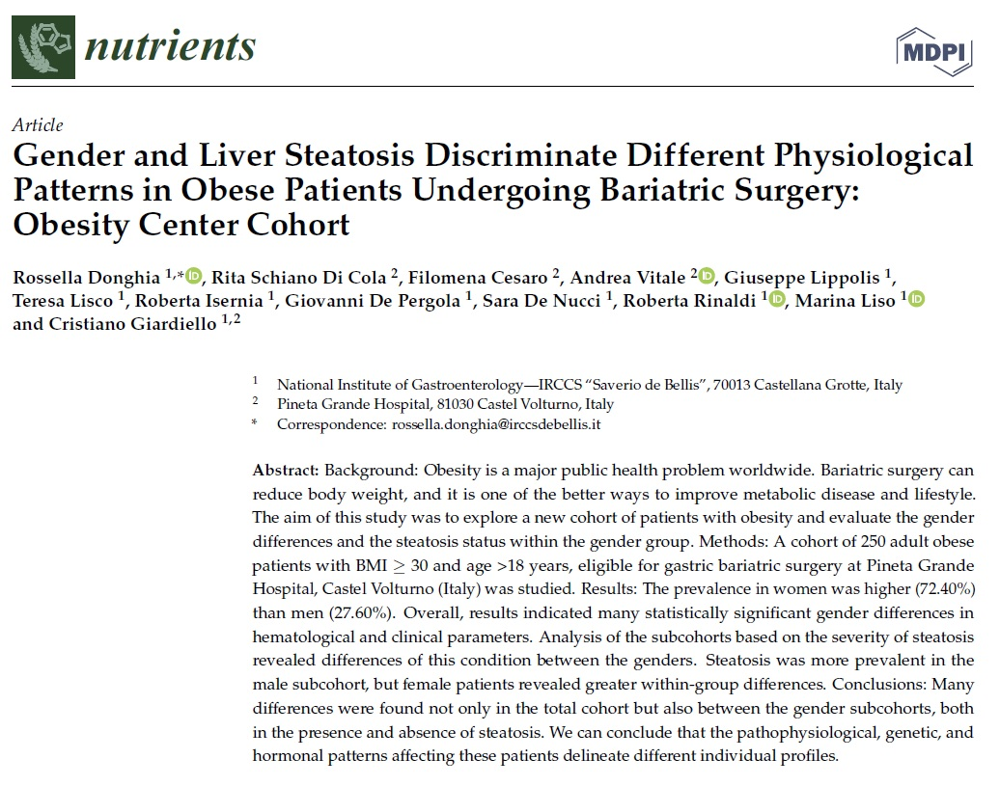 nutrients
MDPI
Article
Gender and Liver Steatosis Discriminate Different Physiological
Patterns in Obese Patients Undergoing Bariatric Surgery:
Obesity Center Cohort
Rossella Donghia 1,* iD, Rita Schiano Di Cola 2, Filomena Cesaro 2, Andrea Vitale 2 iD, Giuseppe Lippolis 1,
Teresa Lisco 1, Roberta Isernia 1, Giovanni De Pergola 1, Sara De Nucci 1, Roberta Rinaldi 1 iD, Marina Liso 1 iD
and Cristiano Giardiello 1,2
1 National Institute of Gastroenterology—IRCCS “Saverio de Bellis”, 70013 Castellana Grotte, Italy
2 Pineta Grande Hospital, 81030 Castel Volturno, Italy
* Correspondence: rossella.donghia@irccsdebellis.it
Abstract: Background: Obesity is a major public health problem worldwide. Bariatric surgery can
reduce body weight, and it is one of the better ways to improve metabolic disease and lifestyle.
The aim of this study was to explore a new cohort of patients with obesity and evaluate the gender
differences and the steatosis status within the gender group. Methods: A cohort of 250 adult obese
patients with BMI ≥ 30 and age >18 years, eligible for gastric bariatric surgery at Pineta Grande
Hospital, Castel Volturno (Italy) was studied. Results: The prevalence in women was higher (72.40%)
than men (27.60%). Overall, results indicated many statistically significant gender differences in
hematological and clinical parameters. Analysis of the subcohorts based on the severity of steatosis
revealed differences of this condition between the genders. Steatosis was more prevalent in the
male subcohort, but female patients revealed greater within-group differences. Conclusions: Many
differences were found not only in the total cohort but also between the gender subcohorts, both
in the presence and absence of steatosis. We can conclude that the pathophysiological, genetic, and
hormonal patterns affecting these patients delineate different individual profiles.